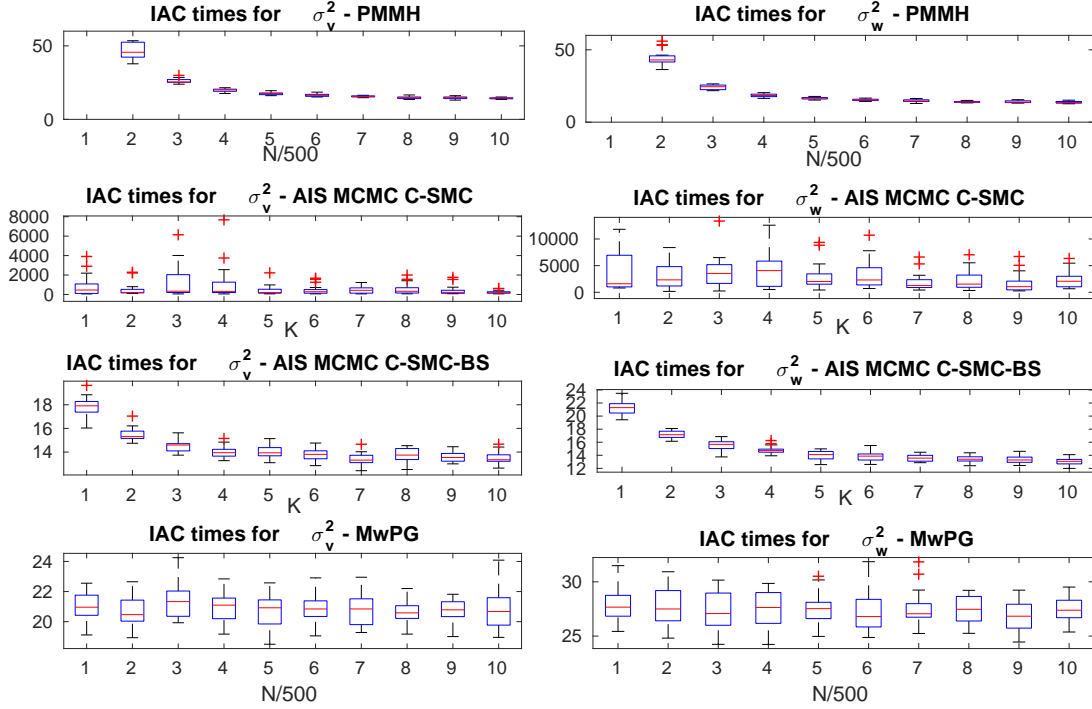 IAC times for σ_v^2 - PMMH
50
0
1 2 3 4 5 6 7 8 9 10
N/500
IAC times for σ_w^2 - PMMH
50
0
1 2 3 4 5 6 7 8 9 10
N/500
IAC times for σ_v^2 - AIS MCMC C-SMC
8000
6000
4000
2000
0
1 2 3 4 5 6 7 8 9 10
K
IAC times for σ_w^2 - AIS MCMC C-SMC
10000
5000
0
1 2 3 4 5 6 7 8 9 10
K
IAC times for σ_v^2 - AIS MCMC C-SMC-BS
18
16
14
1 2 3 4 5 6 7 8 9 10
K
IAC times for σ_w^2 - AIS MCMC C-SMC-BS
24
22
20
18
16
14
12
1 2 3 4 5 6 7 8 9 10
K
IAC times for σ_v^2 - MwPG
24
22
20
1 2 3 4 5 6 7 8 9 10
N/500
IAC times for σ_w^2 - MwPG
30
25
1 2 3 4 5 6 7 8 9 10
N/500